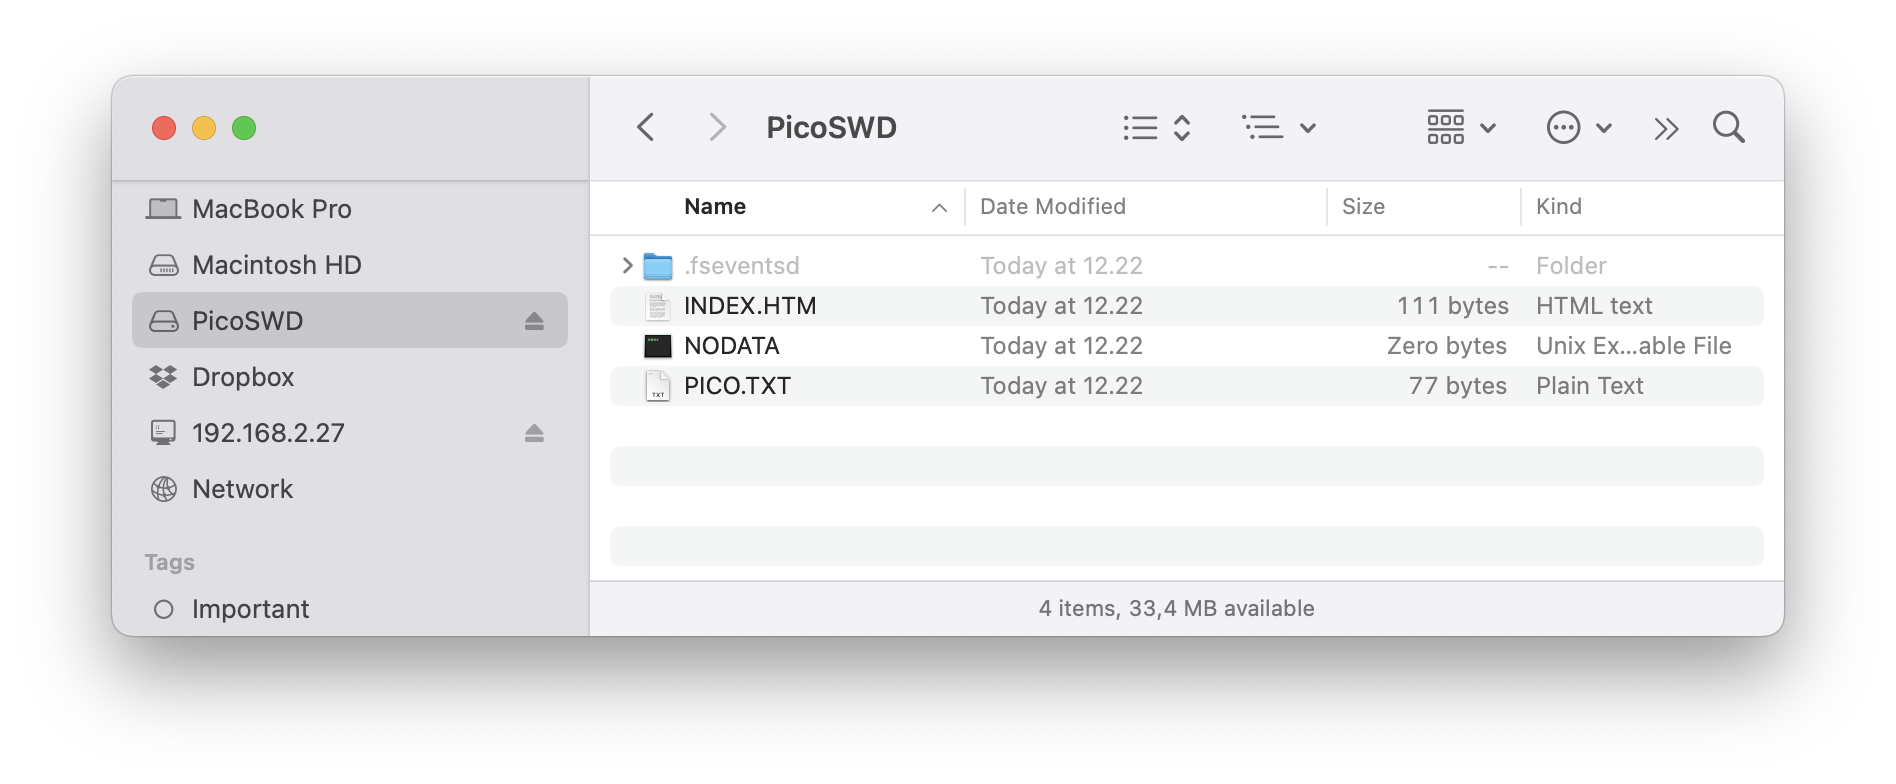 PicoSWD
MacBook Pro
Macintosh HD
PicoSWD
Dropbox
192.168.2.27
Network
Tags
Important
Name Date Modified Size Kind
.fseventsd Today at 12.22 -- Folder
INDEX.HTM Today at 12.22 111 bytes HTML text
NODATA Today at 12.22 Zero bytes Unix Ex...able File
PICO.TXT Today at 12.22 77 bytes Plain Text
4 items, 33,4 MB available